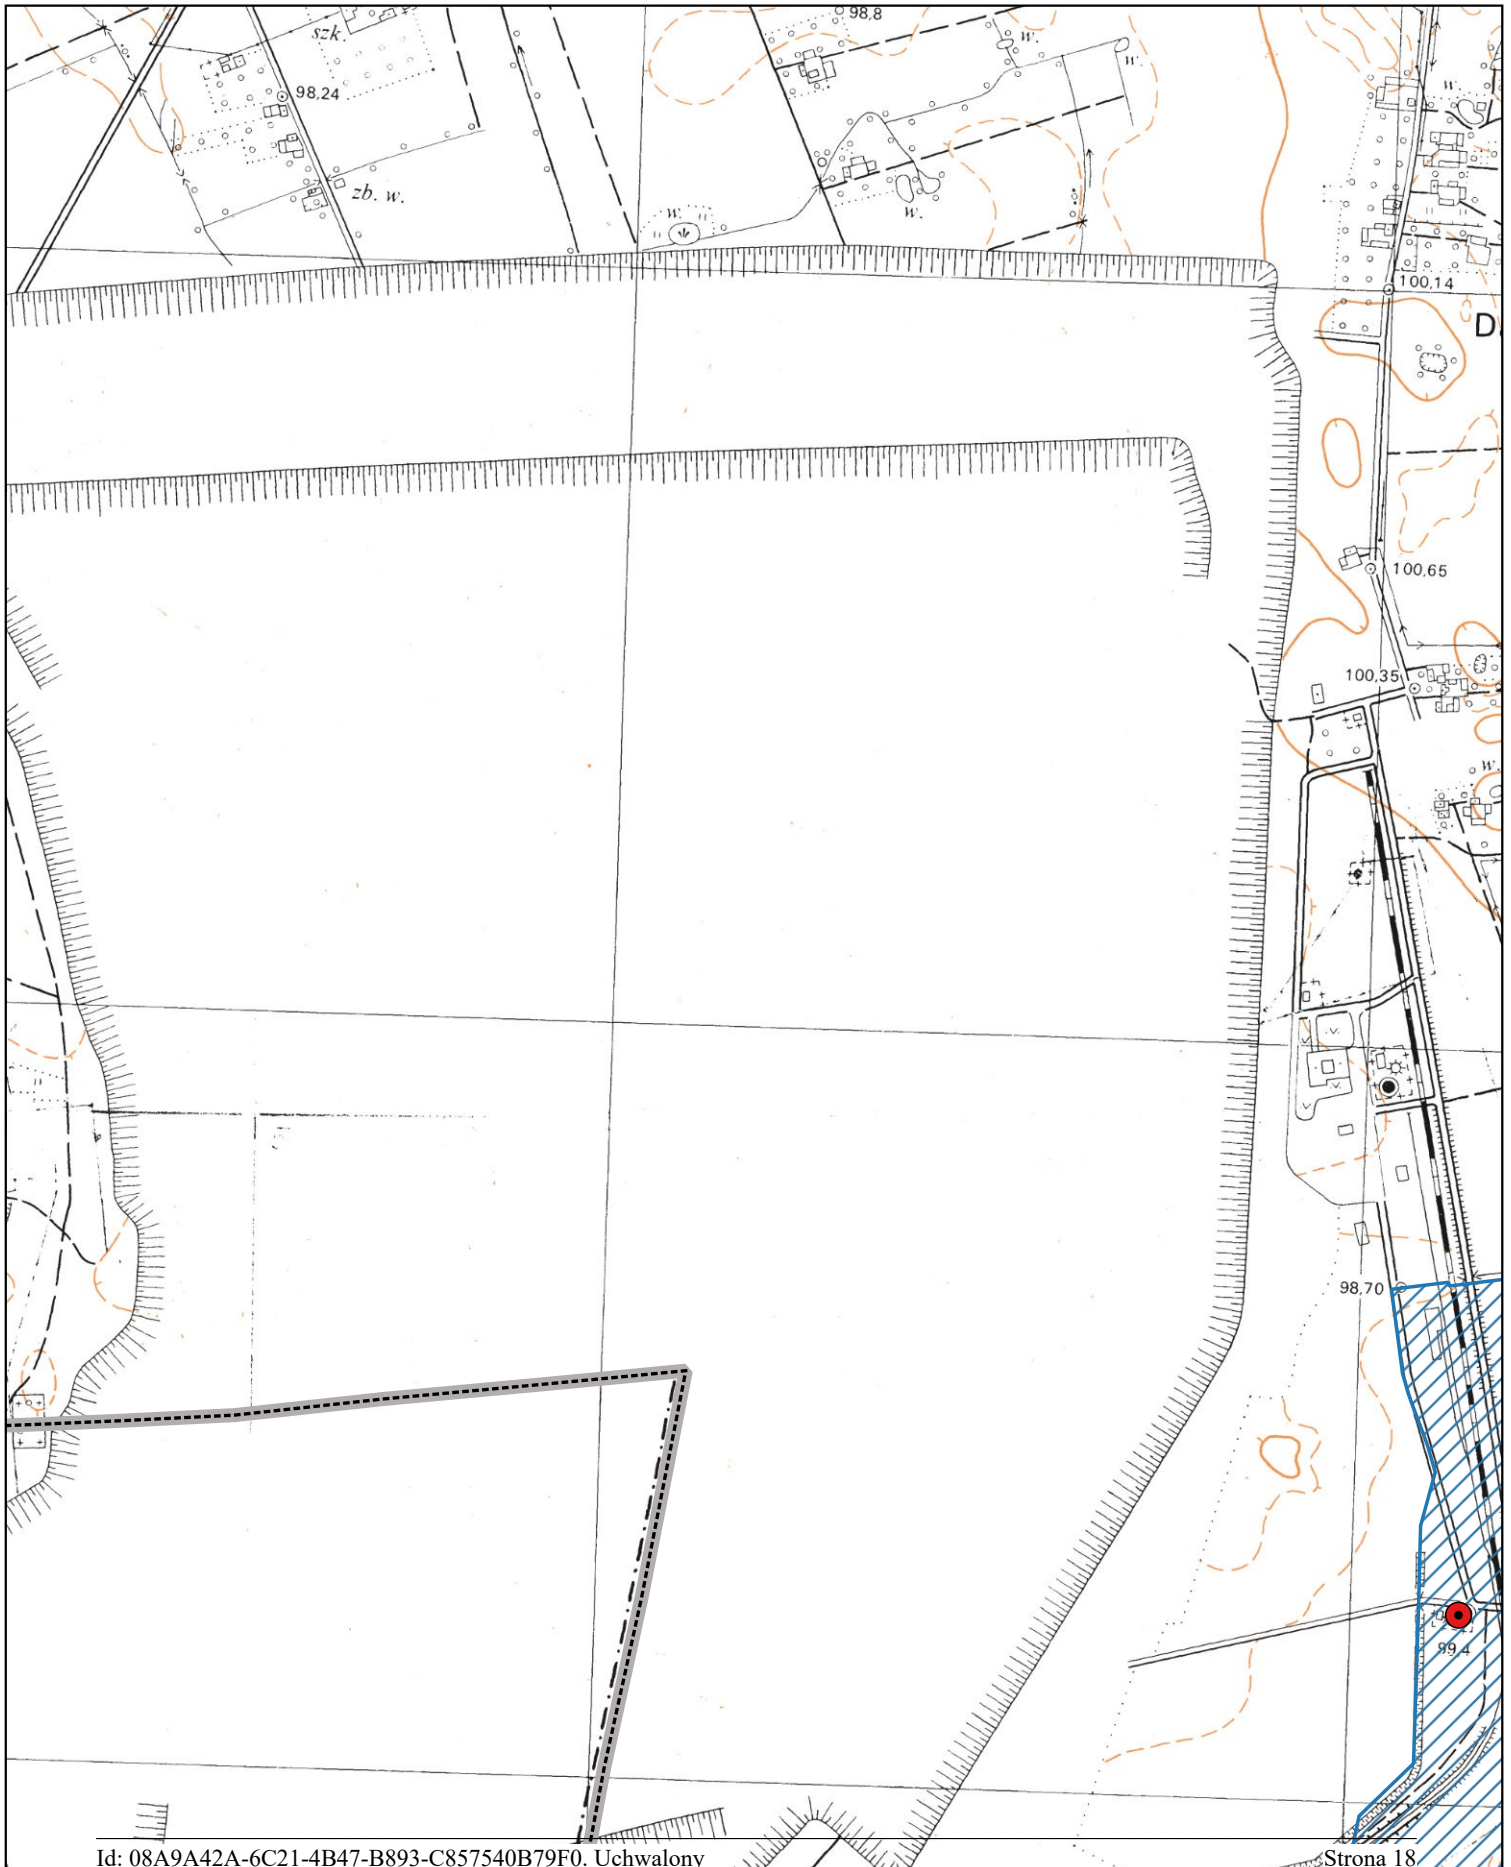 98,8
szk.
w.
w.
w.
98,24
zb. w.
w.
w.
100,14
D
100,65
100,35
w.
98,70
99,4
Id: 08A9A42A-6C21-4B47-B893-C857540B79F0. Uchwalony
Strona 18